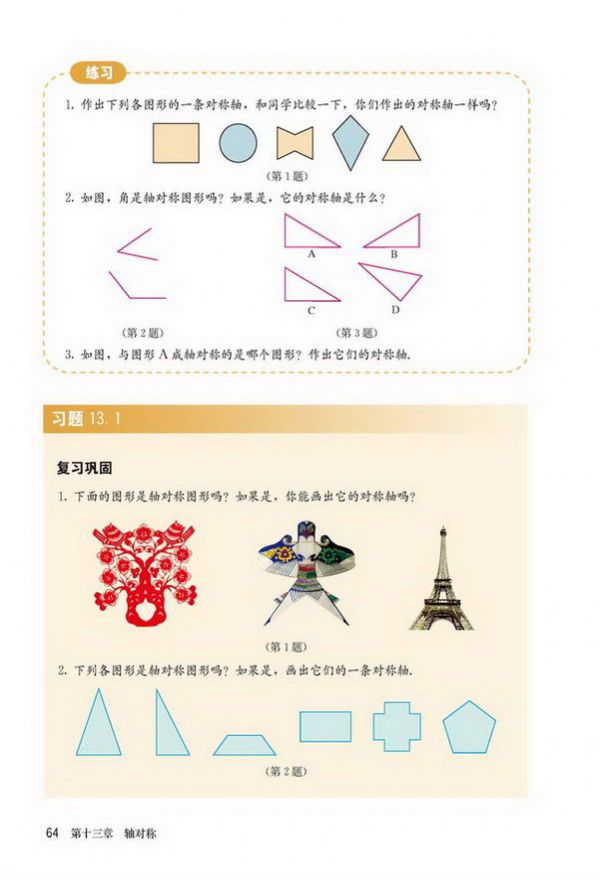 练习
1. 作出下列各图形的一条对称轴，和同学比较一下，你们作出的对称轴一样吗？
（第1题）
2. 如图，角是轴对称图形吗？如果是，它的对称轴是什么？
A
B
C
D
（第2题）
（第3题）
3. 如图，与图形A成轴对称的是哪个图形？作出它们的对称轴.
习题 13.1
复习巩固
1. 下面的图形是轴对称图形吗？如果是，你能画出它的对称轴吗？
（第1题）
2. 下列各图形是轴对称图形吗？如果是，画出它们的一条对称轴.
（第2题）
64 第十三章 轴对称